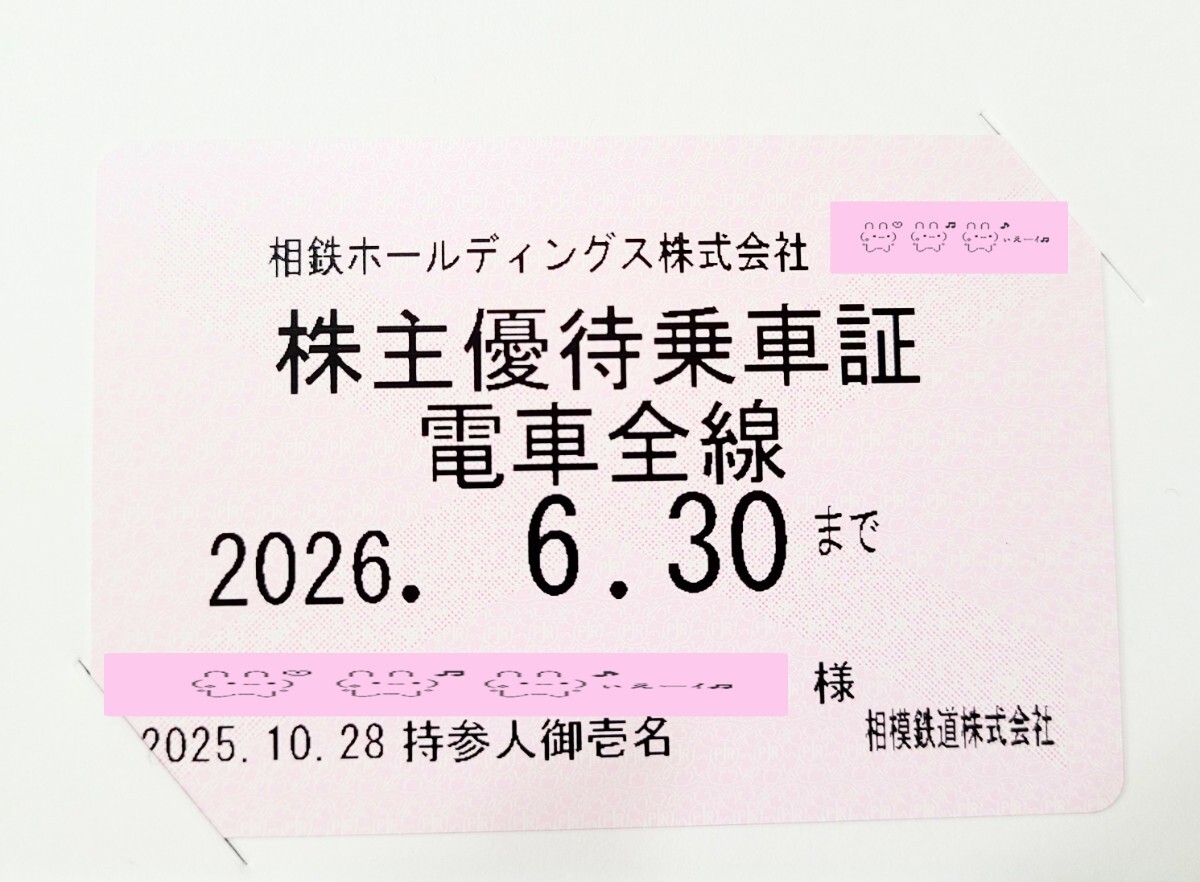 相鉄ホールディングス株式会社
株主優待乗車証
電車全線
2026. 6.30まで
様
2025.10.28 持参人御壱名
相模鉄道株式会社